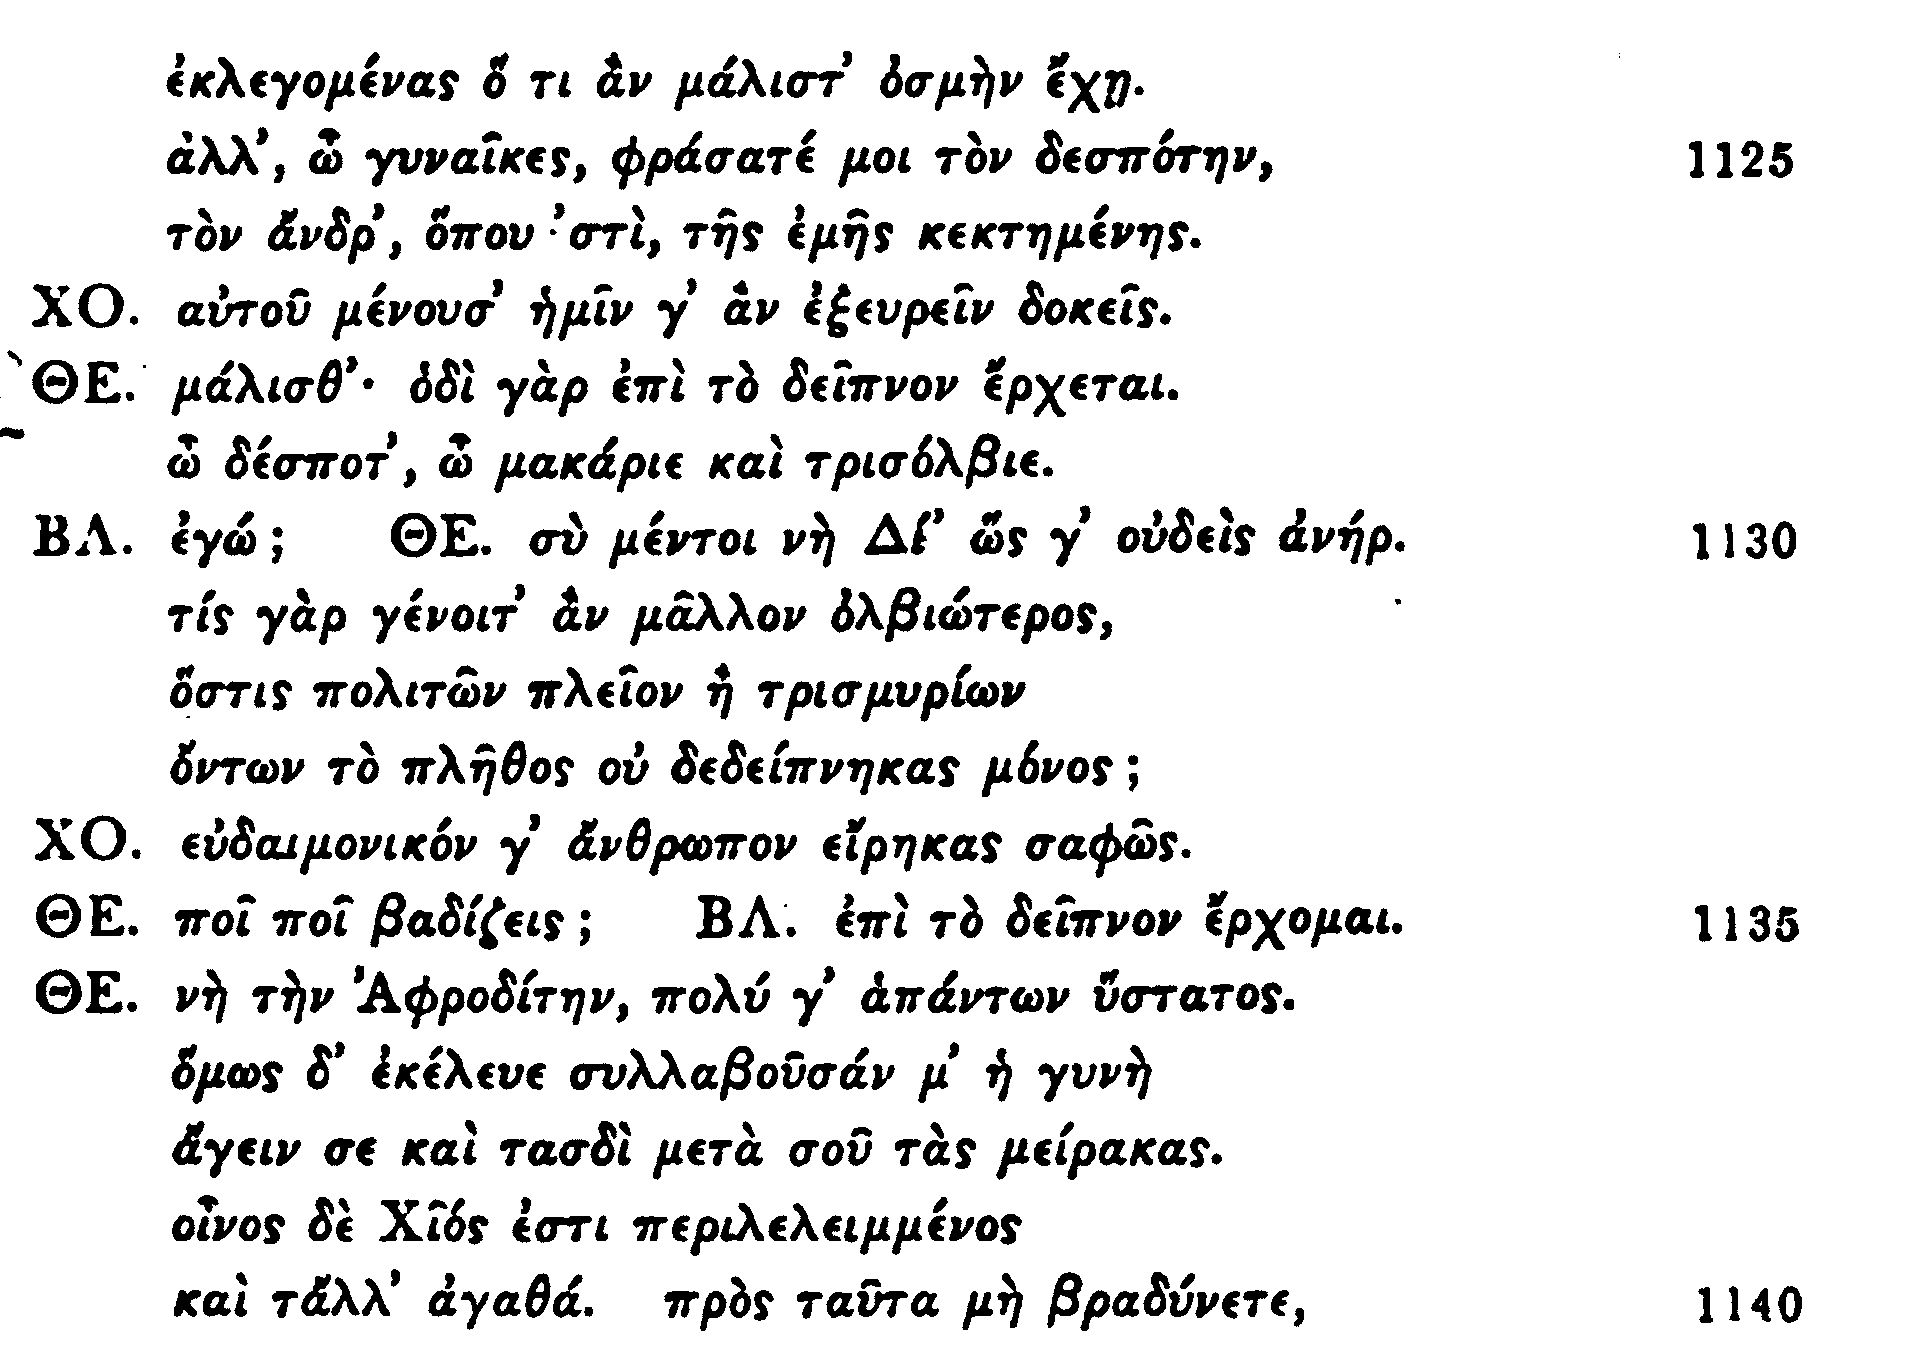 ἐκλεγομένας ὅ τι ἂν μάλιστ’ ὀσμὴν ἔχῃ.
ἀλλ’, ὦ γυναῖκες, φράσατέ μοι τὸν δεσπότην, 1125
τὸν ἄνδρ’, ὅπου ’στὶ, τῆς ἐμῆς κεκτημένης.
ΧΟ. αὐτοῦ μένουσ’ ἡμῖν γ’ ἂν ἐξευρεῖν δοκεῖς.
ΘΕ. μάλισθ’· ὁδὶ γὰρ ἐπὶ τὸ δεῖπνον ἔρχεται.
ὦ δέσποτ’, ὦ μακάριε καὶ τρισόλβιε.
ΒΛ. ἐγώ; ΘΕ. σὺ μέντοι νὴ Δί’ ὥς γ’ οὐδεὶς ἀνήρ. 1130
τίς γὰρ γένοιτ’ ἂν μᾶλλον ὀλβιώτερος,
ὅστις πολιτῶν πλεῖον ἢ τρισμυρίων
ὄντων τὸ πλῆθος οὐ δεδείπνηκας μόνος;
ΧΟ. εὐδαιμονικόν γ’ ἄνθρωπον εἴρηκας σαφῶς.
ΘΕ. ποῖ ποῖ βαδίζεις; ΒΛ. ἐπὶ τὸ δεῖπνον ἔρχομαι. 1135
ΘΕ. νὴ τὴν Ἀφροδίτην, πολύ γ’ ἁπάντων ὕστατος.
ὅμως δ’ ἐκέλευε συλλαβοῦσάν μ’ ἡ γυνὴ
ἄγειν σε καὶ τασδὶ μετὰ σοῦ τὰς μείρακας.
οἶνος δὲ Χῖός ἐστι περιλελειμμένος
καὶ τἄλλ’ ἀγαθά. πρὸς ταῦτα μὴ βραδύνετε, 1140